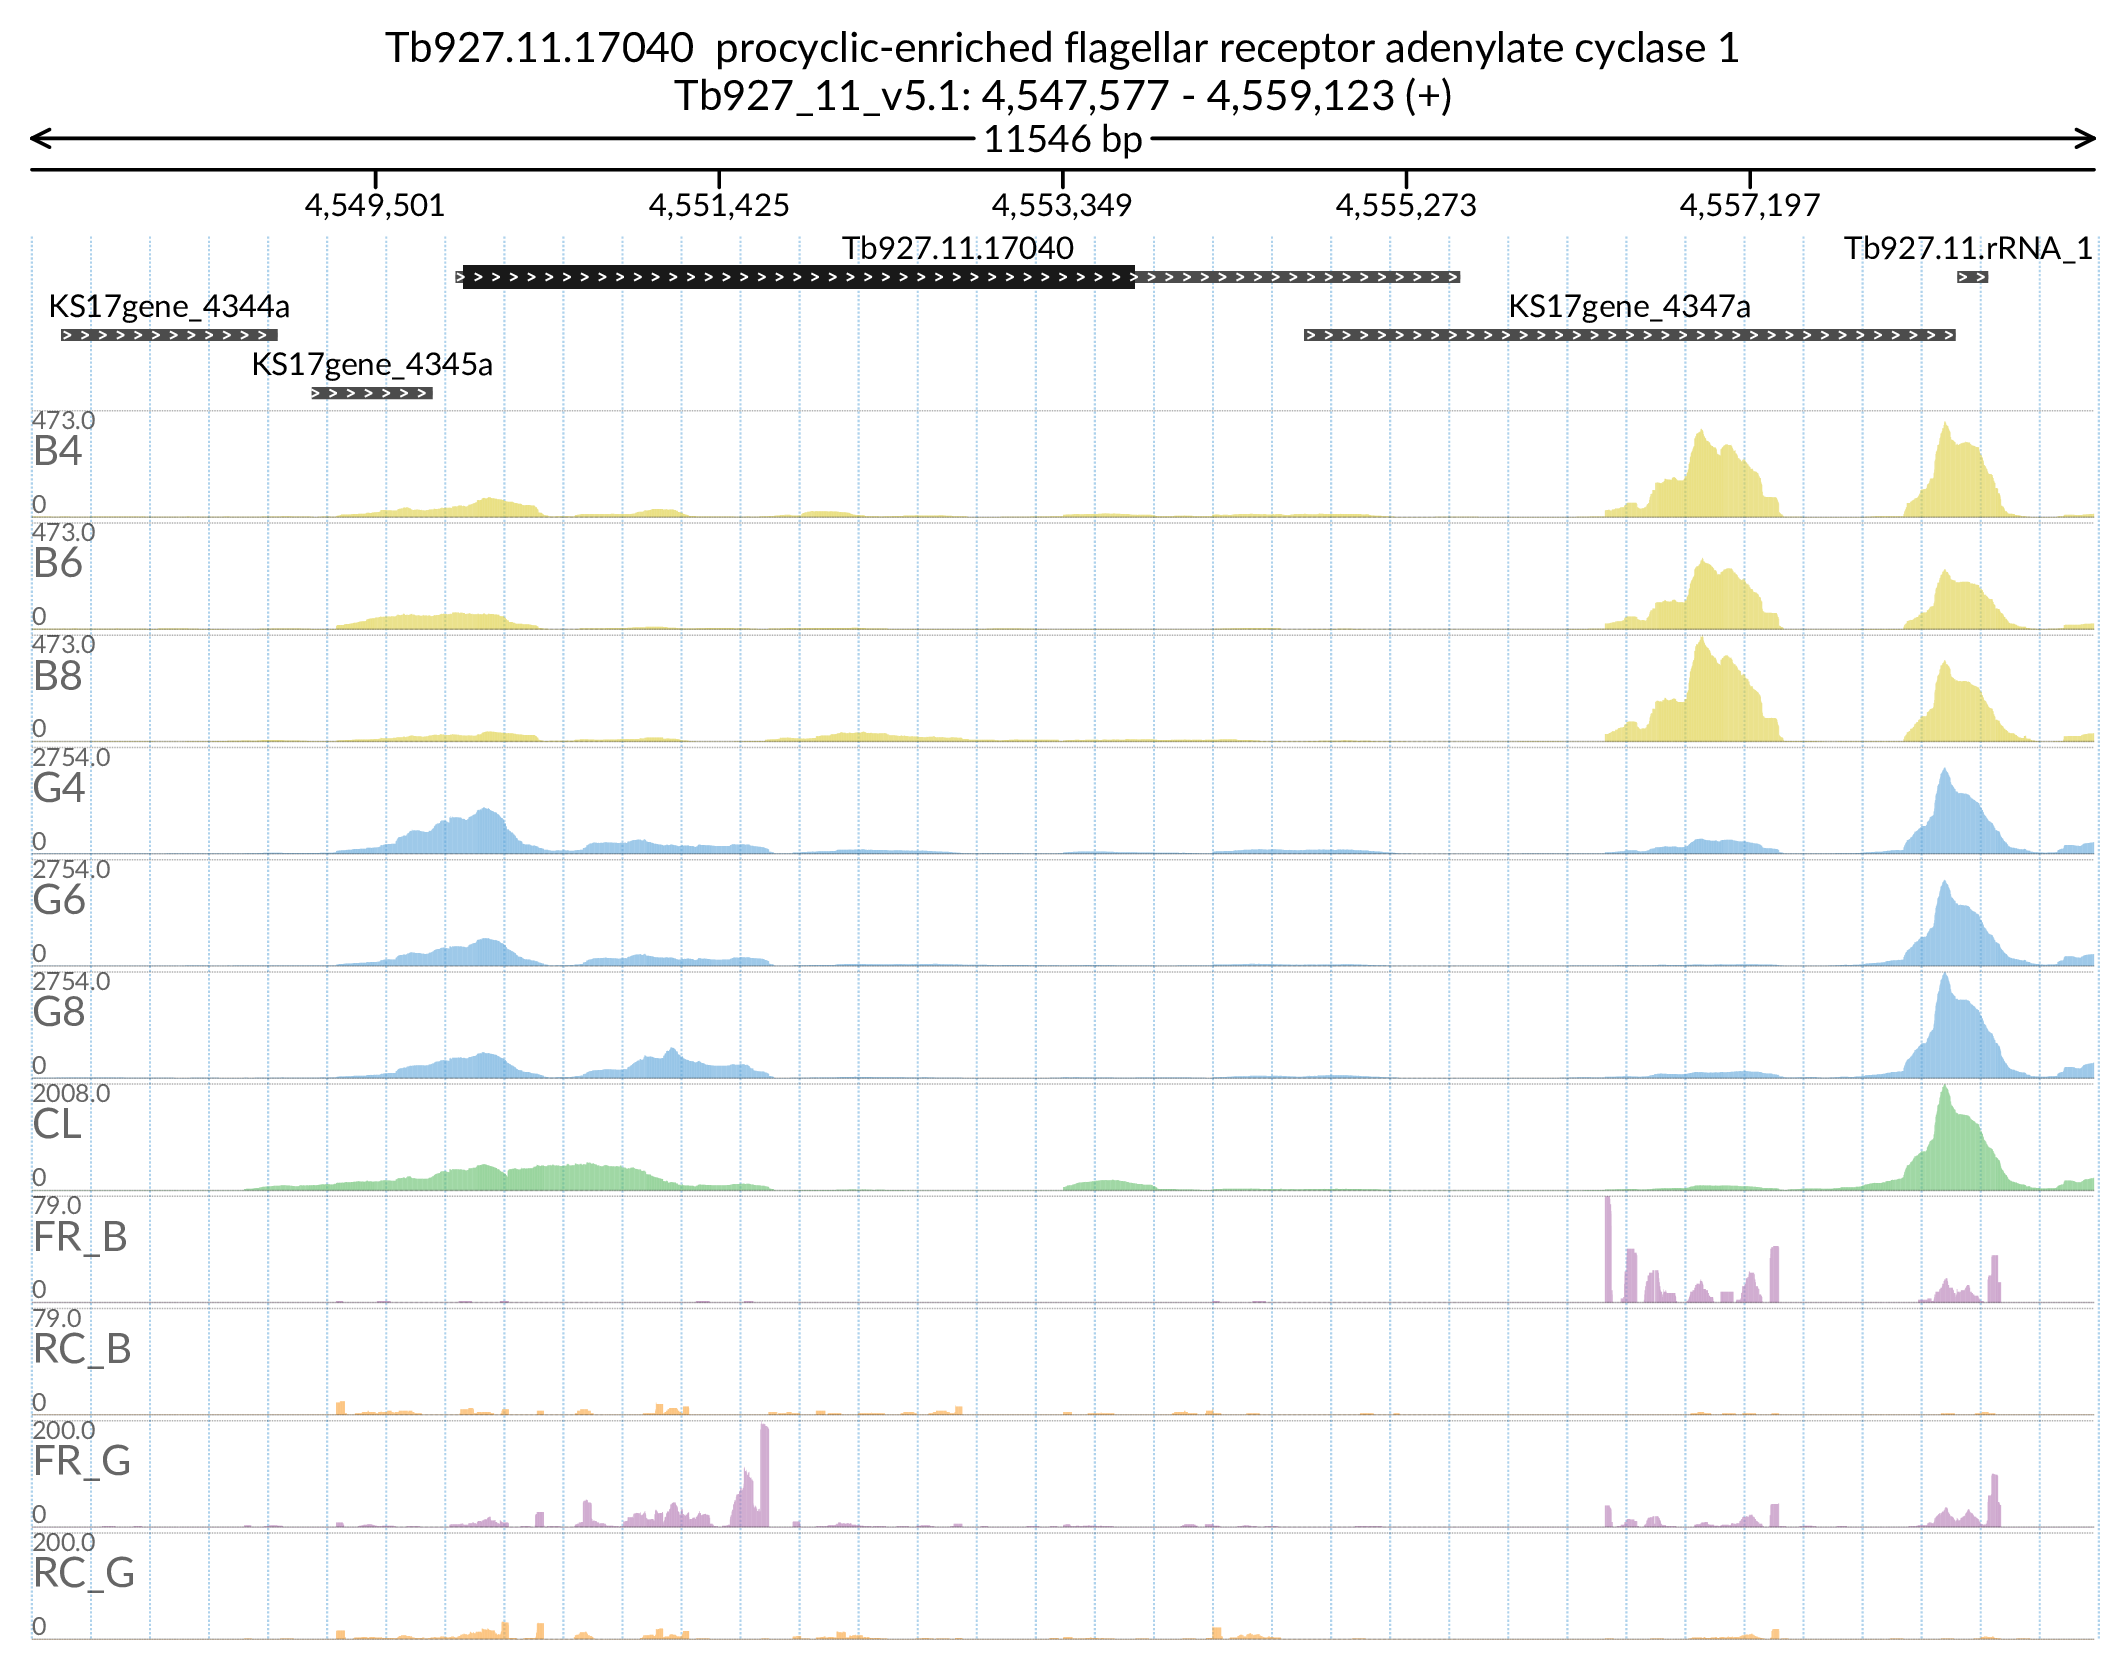 Tb927.11.17040  procyclic-enriched flagellar receptor adenylate cyclase 1
Tb927_11_v5.1: 4,547,577 - 4,559,123 (+)
11546 bp
4,549,501 4,551,425 4,553,349 4,555,273 4,557,197
Tb927.11.17040 Tb927.11.rRNA_1
KS17gene_4344a KS17gene_4347a
KS17gene_4345a
473.0
B4
0
473.0
B6
0
473.0
B8
0
2754.0
G4
0
2754.0
G6
0
2754.0
G8
0
2008.0
CL
0
79.0
FR_B
0
79.0
RC_B
0
200.0
FR_G
0
200.0
RC_G
0